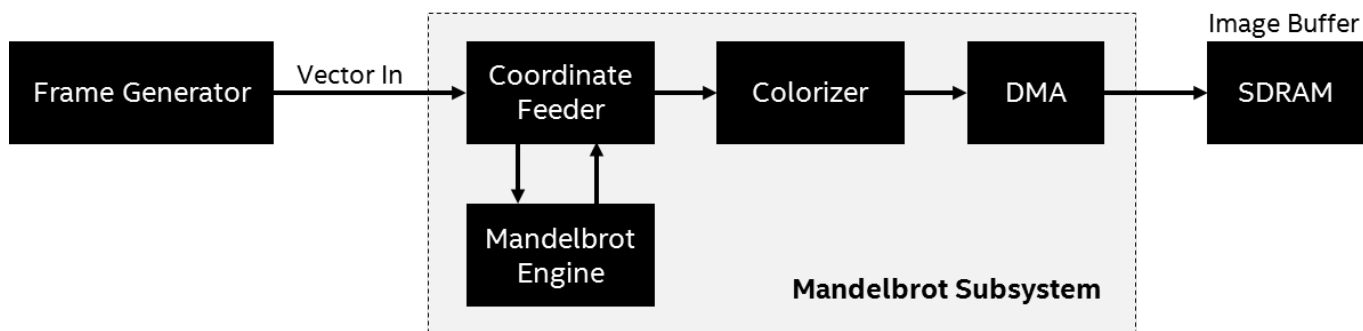 Image Buffer
Frame Generator
Vector In
Coordinate
Feeder
Colorizer
DMA
SDRAM
Mandelbrot
Engine
Mandelbrot Subsystem